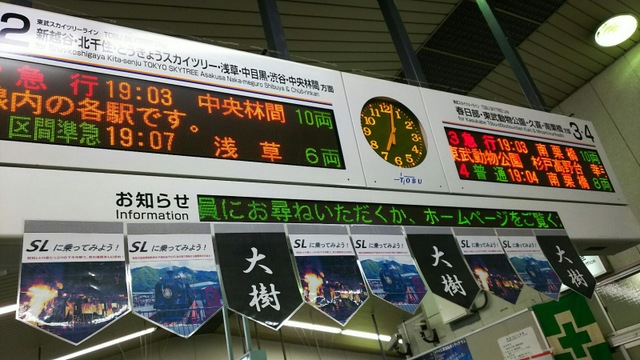 2
東武スカイツリーライン
新越谷・北千住・とうきょうスカイツリー・浅草・中目黒・渋谷・中央林間 方面
Koshigaya Kita-senju TOKYO SKYTREE Asakusa Naka-meguro Shibuya & Chūō-rinkan
急行 19:03 中央林間 10両
線内の各駅です。
区間準急 19:07 浅草 6両
TOBU
春日部・東武動物公園・久喜・南栗橋 方面
3・4
3 急行 19:03 南栗橋 10両
東武動物公園 杉戸高野台 幸手
4 普通 19:04 南栗橋 8両
お知らせ
Information
員にお尋ねいただくか、ホームページをご覧く
SLに乗ってみよう!
SLに乗ってみよう!
大樹
SLに乗ってみよう!
SLに乗ってみよう!
大樹
SLに乗ってみよう!
SLに乗ってみよう!
大樹